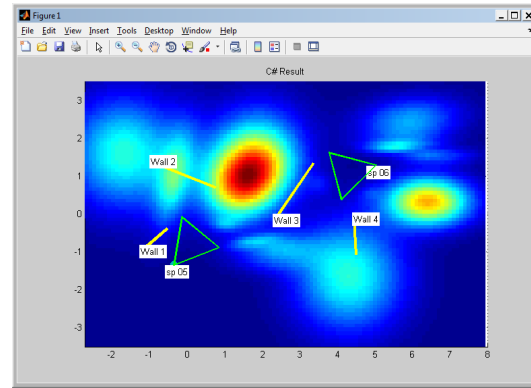 Figure 1
File Edit View Insert Tools Desktop Window Help
C# Result
3
2
1
0
-1
-2
-3
Wall 2
sp 06
Wall 3
Wall 4
Wall 1
sp 05
-2 -1 0 1 2 3 4 5 6 7 8